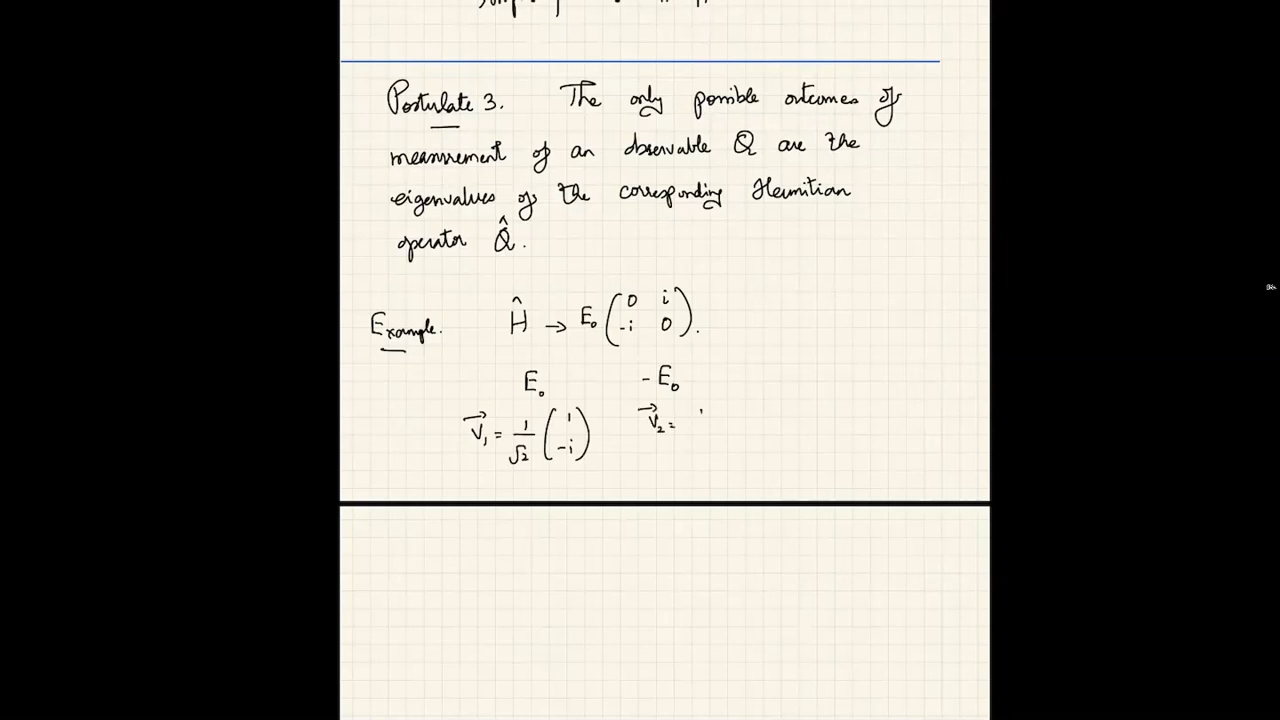 Postulate 3. The only possible outcomes of
measurement of an observable Q are the
eigenvalues of the corresponding Hermitian
operator Q̂.
Example. Ĥ → E₀ ( 0 i ; -i 0 ).
E₀ - E₀
V⃗₁ = 1/√2 ( 1 ; -i ) V⃗₂ =